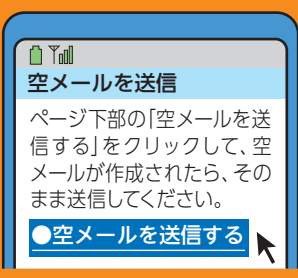 空メールを送信
ページ下部の「空メールを送
信する」をクリックして、空
メールが作成されたら、その
まま送信してください。
●空メールを送信する